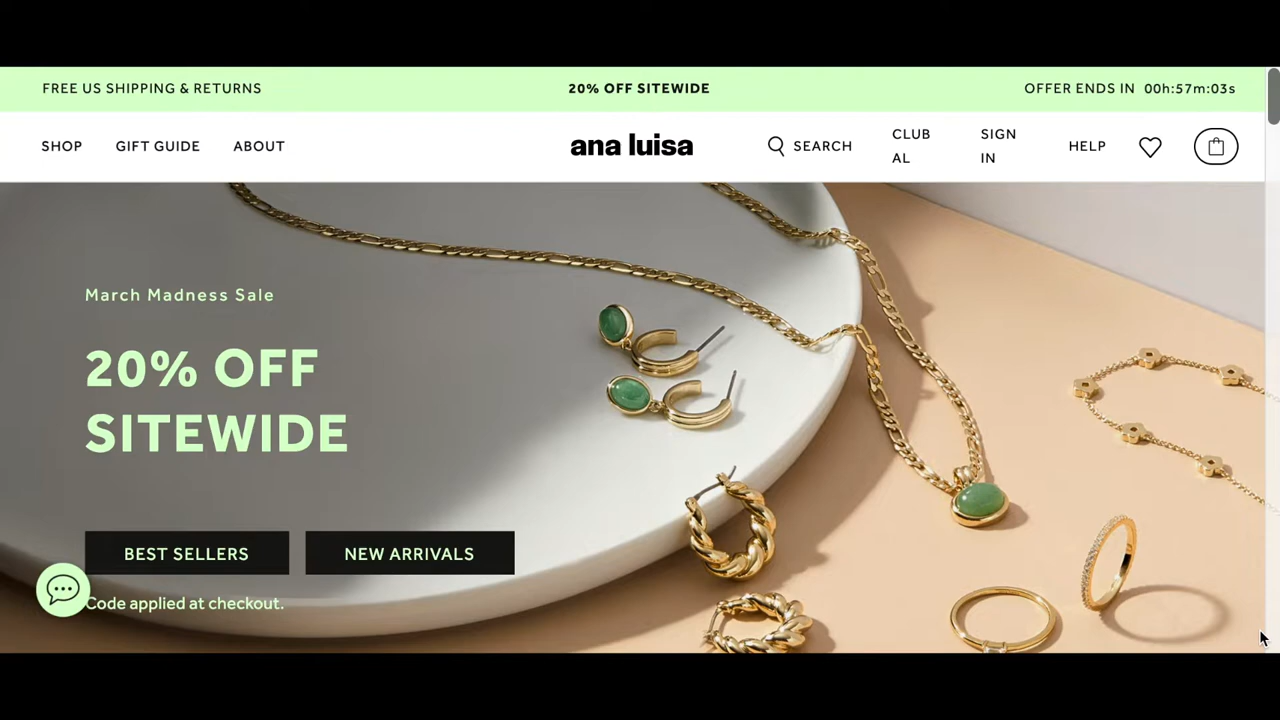 FREE US SHIPPING & RETURNS
20% OFF SITEWIDE
OFFER ENDS IN 00h:57m:03s
SHOP
GIFT GUIDE
ABOUT
ana luisa
SEARCH
CLUB
AL
SIGN
IN
HELP
March Madness Sale
20% OFF
SITEWIDE
BEST SELLERS
NEW ARRIVALS
Code applied at checkout.